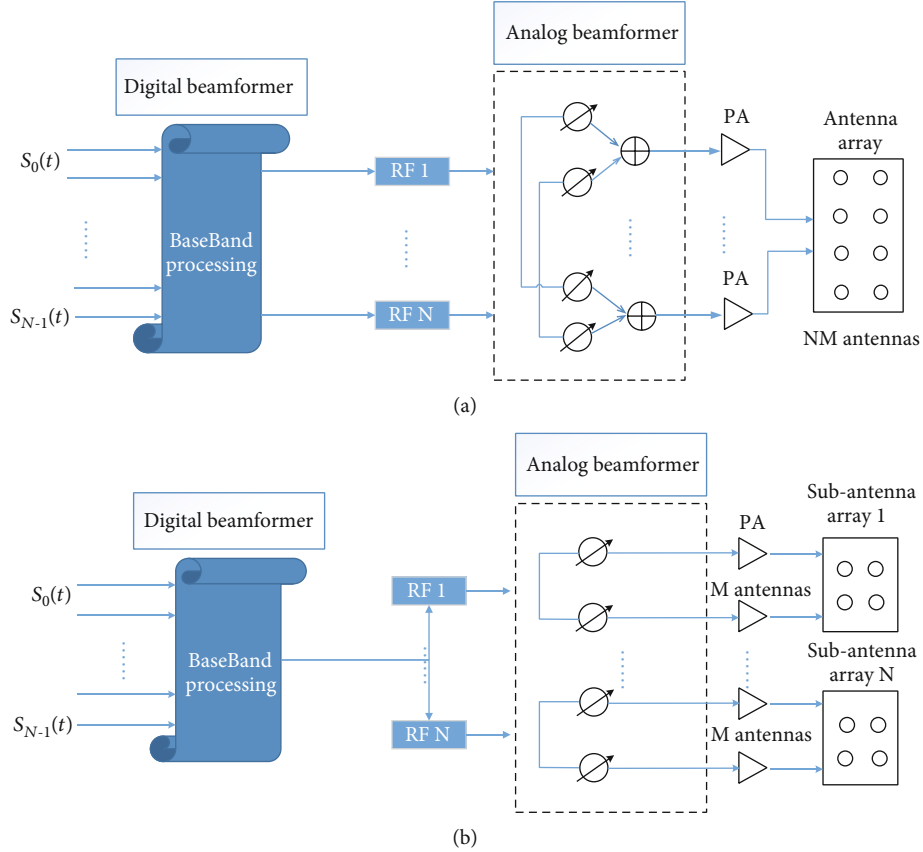 Analog beamformer
Digital beamformer
PA
Antenna
array
S0(t)
RF 1
BaseBand
processing
PA
SN-1(t)
RF N
NM antennas
(a)
Analog beamformer
Sub-antenna
array 1
Digital beamformer
PA
S0(t)
RF 1
M antennas
BaseBand
processing
Sub-antenna
array N
SN-1(t)
RF N
M antennas
(b)